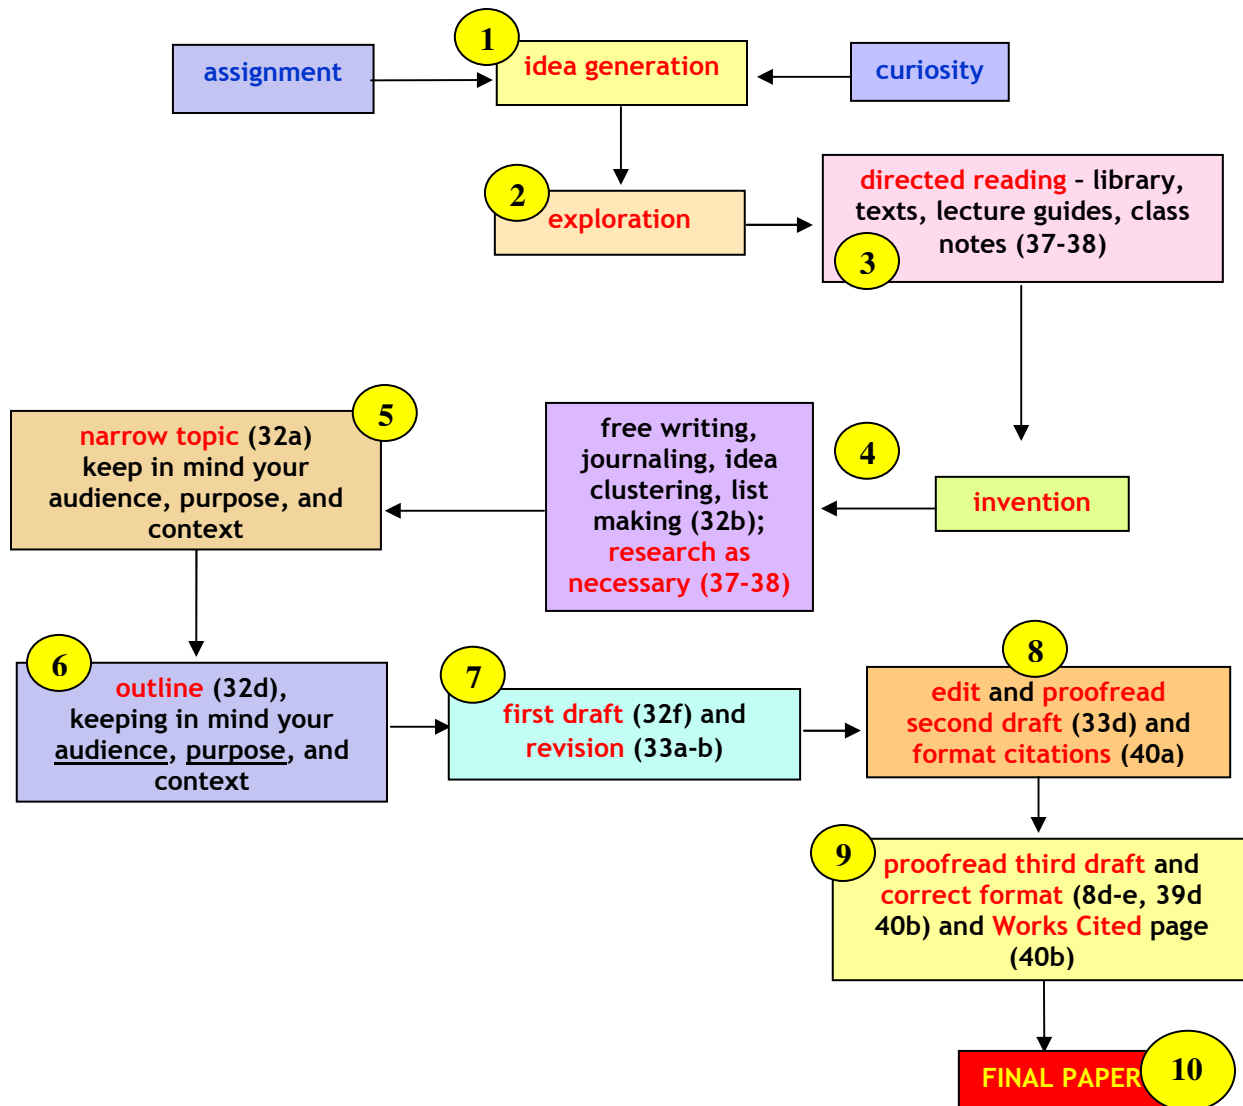 assignment
1
idea generation
curiosity
2
exploration
directed reading – library,
texts, lecture guides, class
notes (37-38)
3
4
invention
free writing,
journaling, idea
clustering, list
making (32b);
research as
necessary (37-38)
5
narrow topic (32a)
keep in mind your
audience, purpose, and
context
6
outline (32d),
keeping in mind your
audience, purpose, and
context
7
first draft (32f) and
revision (33a-b)
8
edit and proofread
second draft (33d) and
format citations (40a)
9
proofread third draft and
correct format (8d-e, 39d
40b) and Works Cited page
(40b)
FINAL PAPER
10